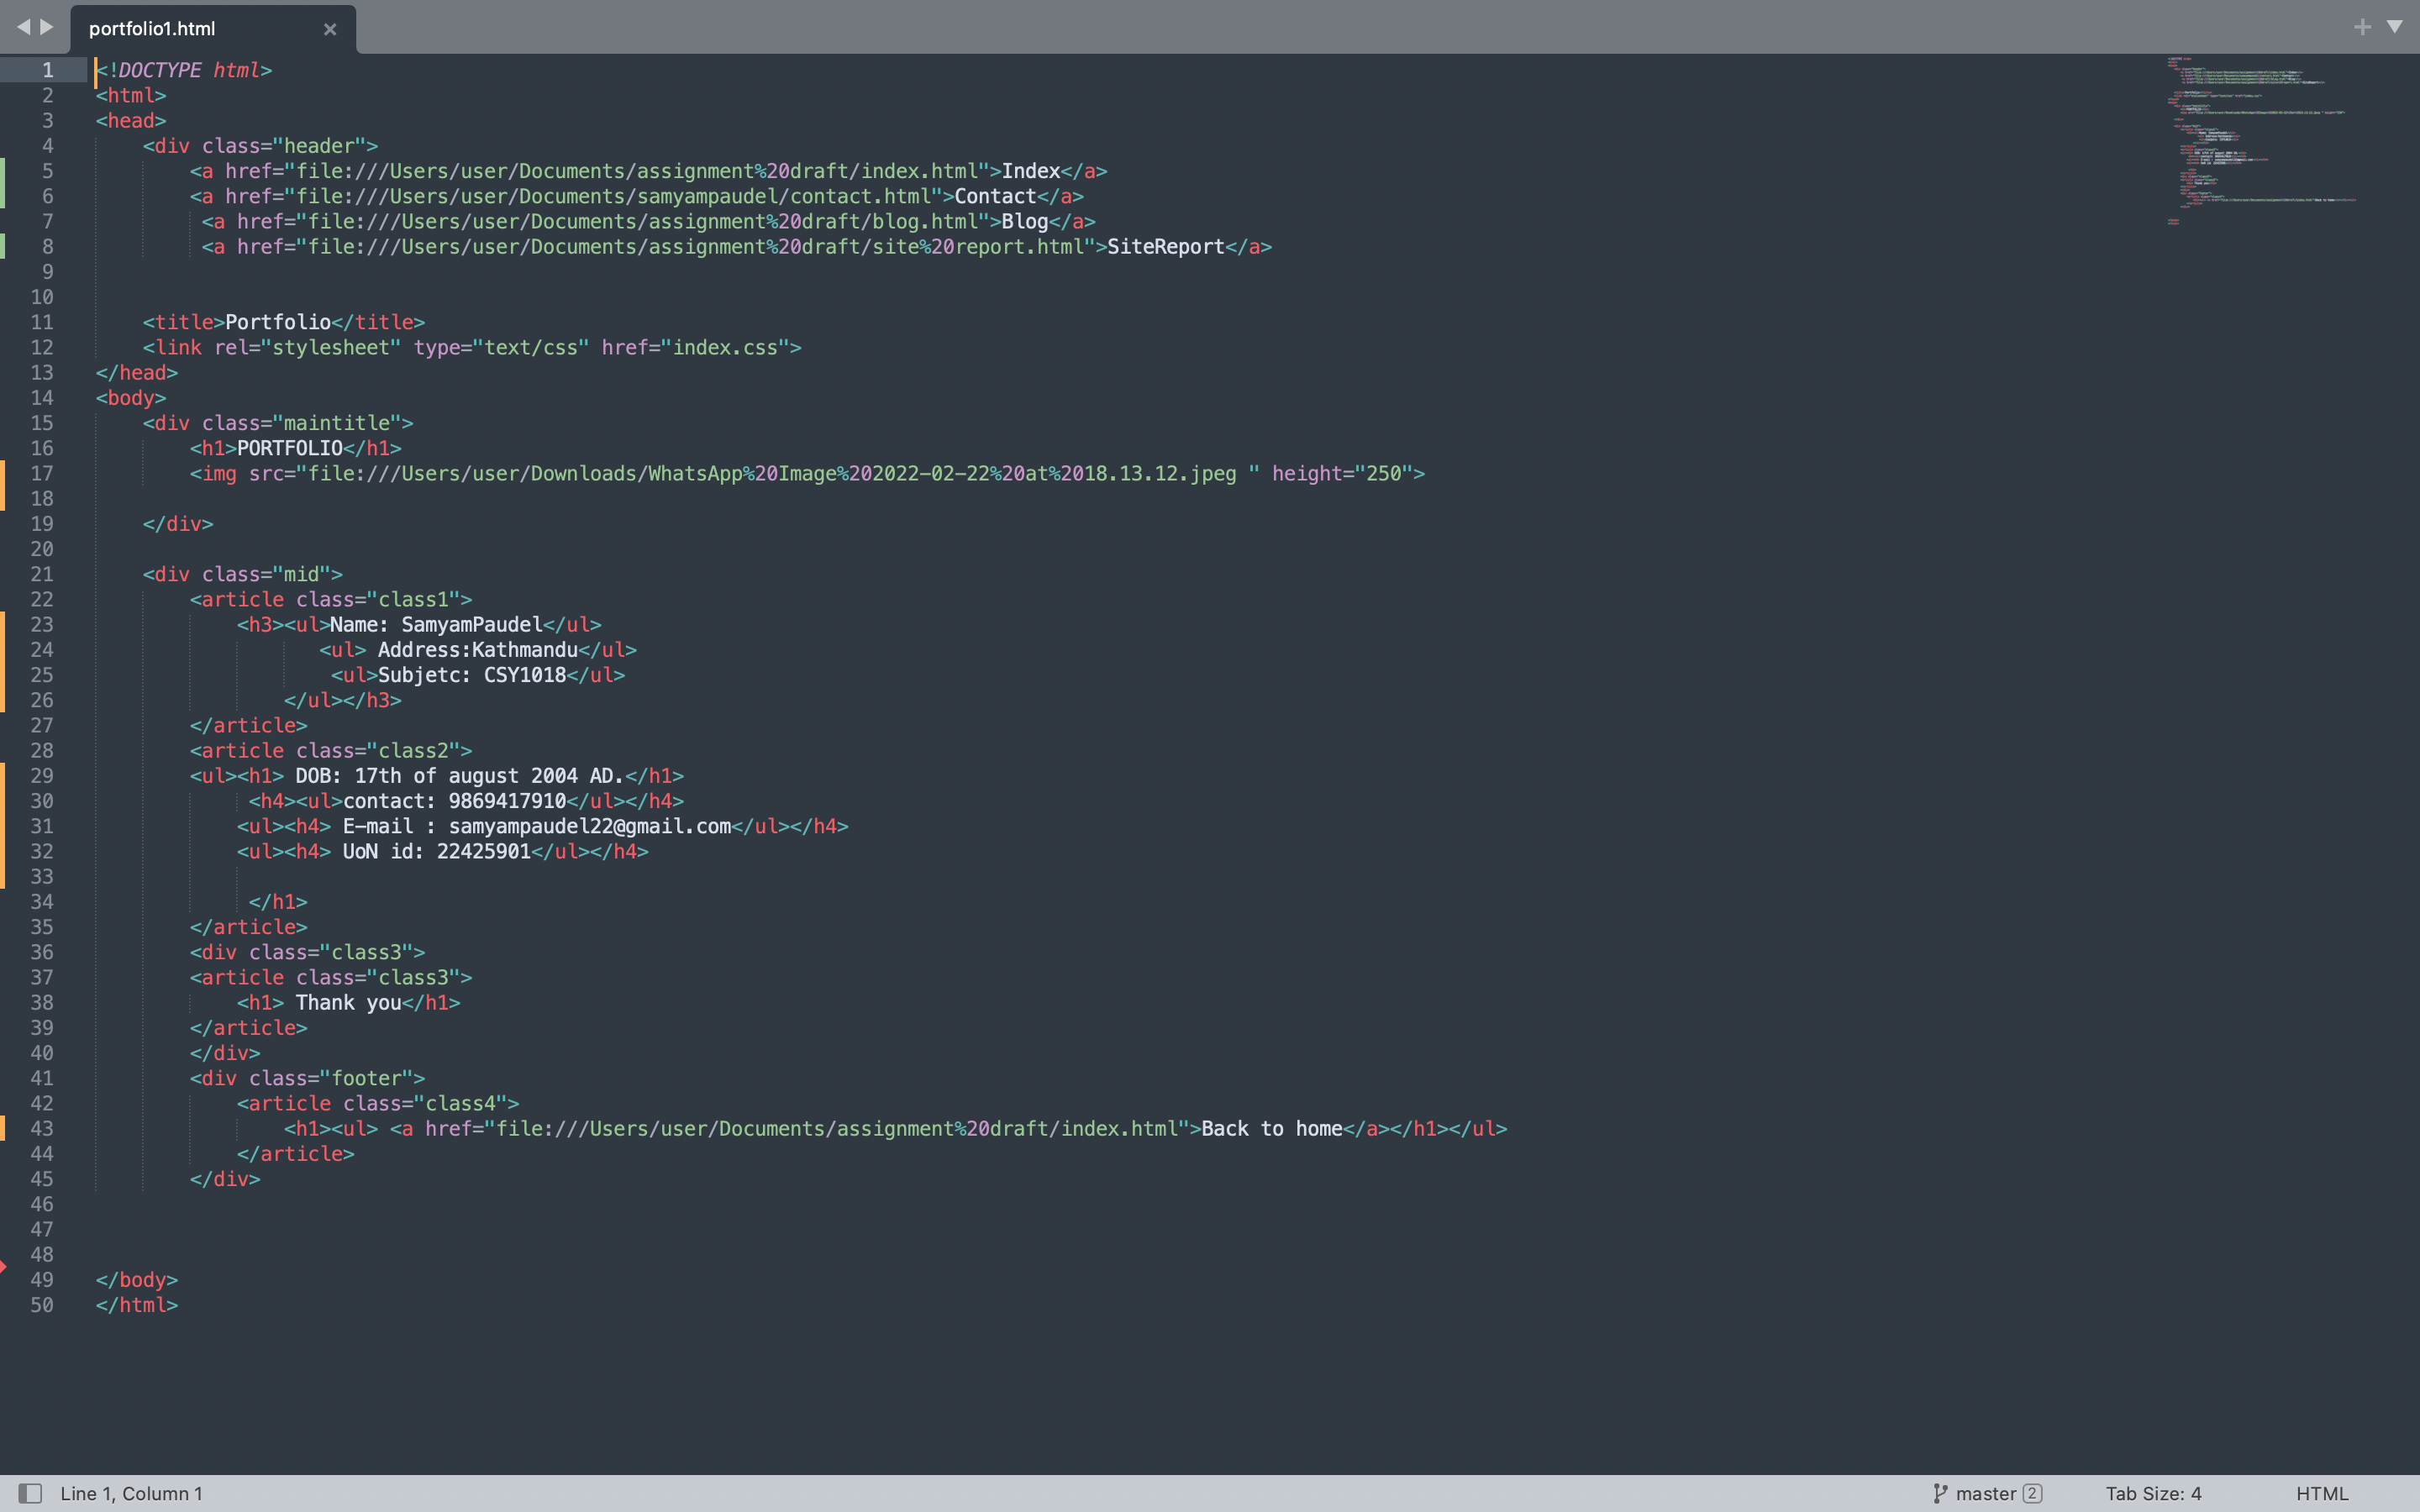 portfolio1.html
1 <!DOCTYPE html>
2 <html>
3 <head>
4 <div class="header">
5 <a href="file:///Users/user/Documents/assignment%20draft/index.html">Index</a>
6 <a href="file:///Users/user/Documents/samyampaudel/contact.html">Contact</a>
7 <a href="file:///Users/user/Documents/assignment%20draft/blog.html">Blog</a>
8 <a href="file:///Users/user/Documents/assignment%20draft/site%20report.html">SiteReport</a>
9
10
11 <title>Portfolio</title>
12 <link rel="stylesheet" type="text/css" href="index.css">
13 </head>
14 <body>
15 <div class="maintitle">
16 <h1>PORTFOLIO</h1>
17 <img src="file:///Users/user/Downloads/WhatsApp%20Image%202022-02-22%20at%2018.13.12.jpeg " height="250">
18
19 </div>
20
21 <div class="mid">
22 <article class="class1">
23 <h3><ul>Name: SamyamPaudel</ul>
24 <ul> Address:Kathmandu</ul>
25 <ul>Subjetc: CSY1018</ul>
26 </ul></h3>
27 </article>
28 <article class="class2">
29 <ul><h1> DOB: 17th of august 2004 AD.</h1>
30 <h4><ul>contact: 9869417910</ul></h4>
31 <ul><h4> E-mail : samyampaudel22@gmail.com</ul></h4>
32 <ul><h4> UoN id: 22425901</ul></h4>
33
34 </h1>
35 </article>
36 <div class="class3">
37 <article class="class3">
38 <h1> Thank you</h1>
39 </article>
40 </div>
41 <div class="footer">
42 <article class="class4">
43 <h1><ul> <a href="file:///Users/user/Documents/assignment%20draft/index.html">Back to home</a></h1></ul>
44 </article>
45 </div>
46
47
48
49 </body>
50 </html>
Line 1, Column 1 master 2 Tab Size: 4 HTML